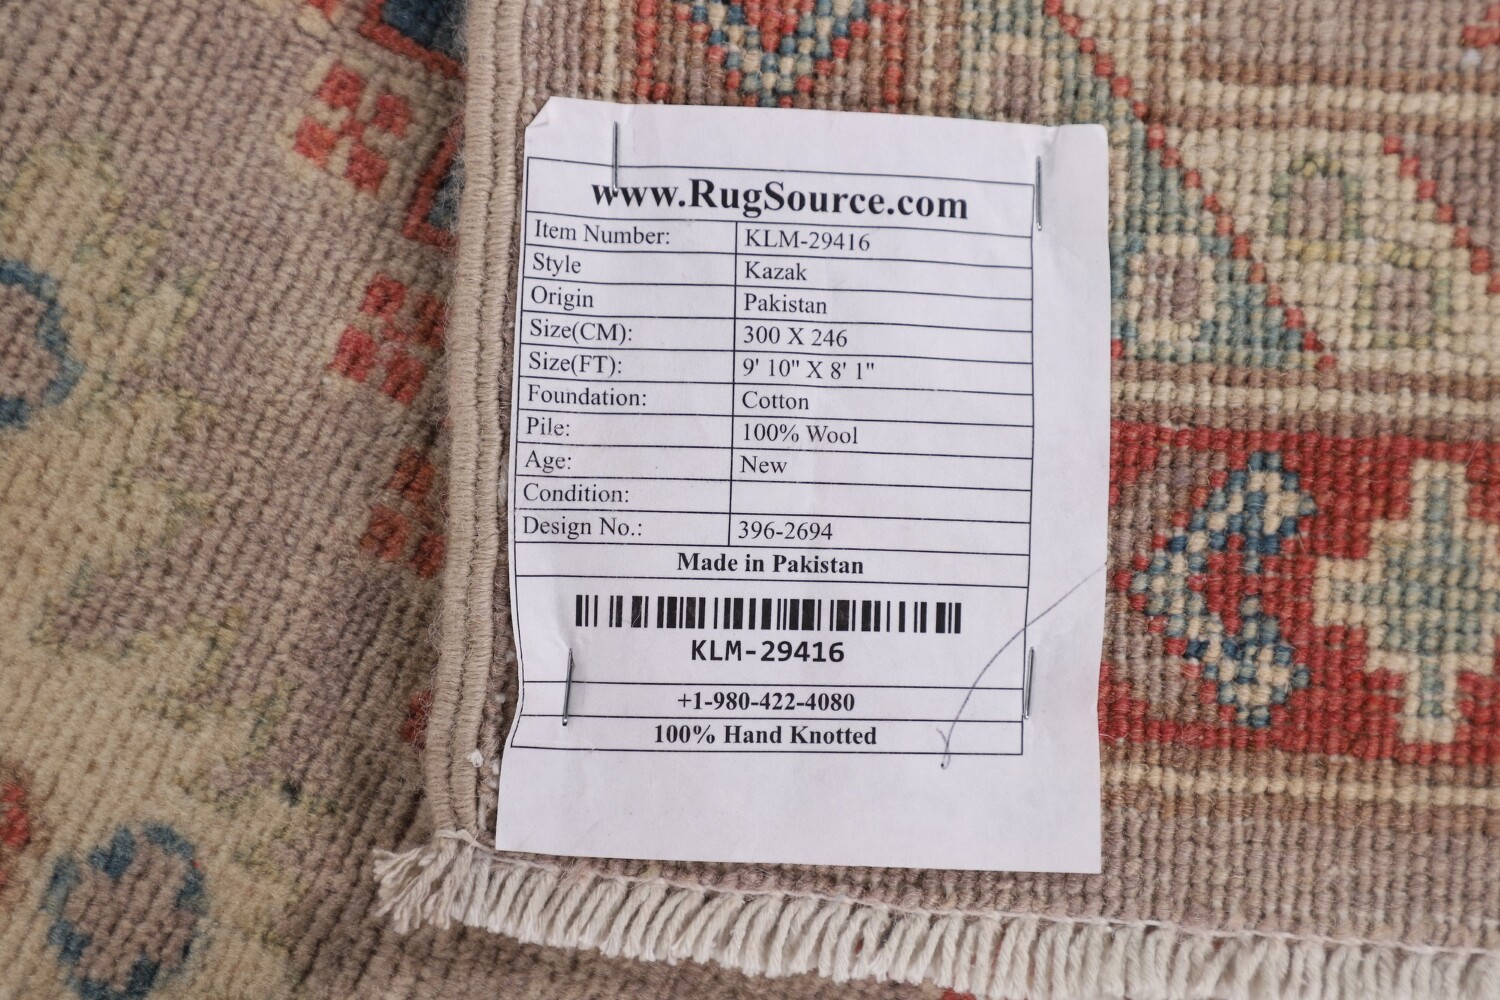 www.RugSource.com
Item Number: KLM-29416
Style Kazak
Origin Pakistan
Size(CM): 300 X 246
Size(FT): 9' 10" X 8' 1"
Foundation: Cotton
Pile: 100% Wool
Age: New
Condition:
Design No.: 396-2694
Made in Pakistan
KLM-29416
+1-980-422-4080
100% Hand Knotted